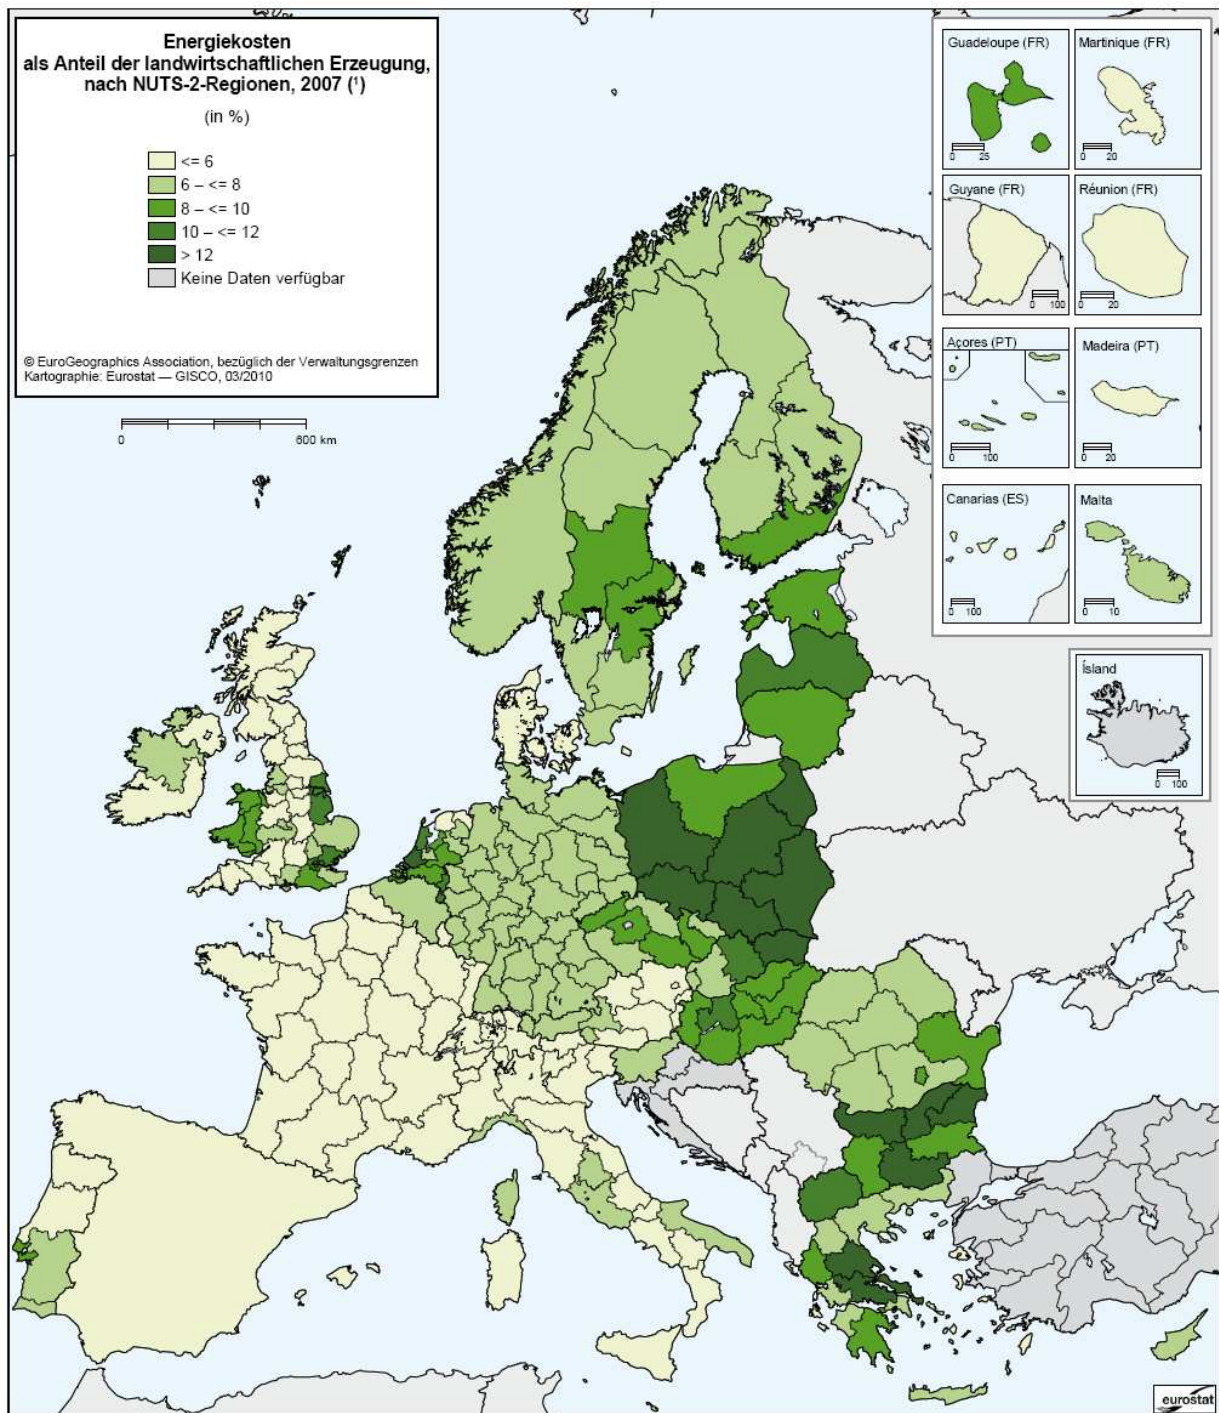 Energiekosten
als Anteil der landwirtschaftlichen Erzeugung,
nach NUTS-2-Regionen, 2007 (¹)
(in %)
<= 6
6 – <= 8
8 – <= 10
10 – <= 12
> 12
Keine Daten verfügbar
© EuroGeographics Association, bezüglich der Verwaltungsgrenzen
Kartographie: Eurostat — GISCO, 03/2010
0 600 km
Guadeloupe (FR)
0 25
Martinique (FR)
0 20
Guyane (FR)
0 100
Réunion (FR)
0 20
Açores (PT)
0 100
Madeira (PT)
0 20
Canarias (ES)
0 100
Malta
0 10
Ísland
0 100
eurostat